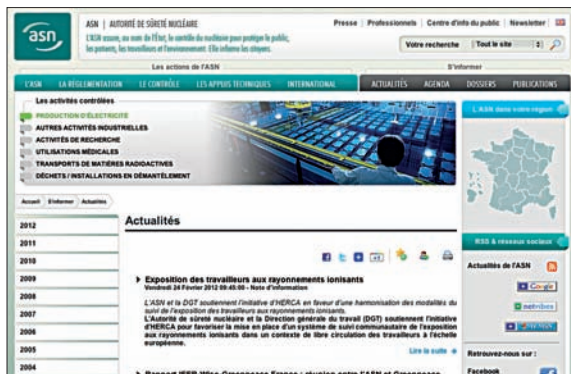 asn
ASN | AUTORITÉ DE SÛRETÉ NUCLÉAIRE
L'ASN assure, au nom de l'État, le contrôle du nucléaire pour protéger le public,
les patients, les travailleurs et l'environnement. Elle informe les citoyens.
Presse | Professionnels | Centre d'info du public | Newsletter
Votre recherche Tout le site
Les actions de l'ASN
S'informer
L'ASN LA RÉGLEMENTATION LE CONTRÔLE LES APPUIS TECHNIQUES INTERNATIONAL ACTUALITÉS AGENDA DOSSIERS PUBLICATIONS
Les activités contrôlées
PRODUCTION D'ÉLECTRICITÉ
AUTRES ACTIVITÉS INDUSTRIELLES
ACTIVITÉS DE RECHERCHE
UTILISATIONS MÉDICALES
TRANSPORTS DE MATIÈRES RADIOACTIVES
DÉCHETS / INSTALLATIONS EN DÉMANTÈLEMENT
L'ASN dans votre région
Accueil S'informer Actualités
2012
2011
2010
2009
2008
2007
2006
2005
2004
Actualités
Exposition des travailleurs aux rayonnements ionisants
Vendredi 24 Février 2012 09:45:00 - Note d'information
L'ASN et la DGT soutiennent l'initiative d'HERCA en faveur d'une harmonisation des modalités du
suivi de l'exposition des travailleurs aux rayonnements ionisants.
L'Autorité de sûreté nucléaire et la Direction générale du travail (DGT) soutiennent l'initiative
d'HERCA pour favoriser la mise en place d'un système de suivi communautaire de l'exposition
aux rayonnements ionisants dans un contexte de libre circulation des travailleurs à l'échelle
européenne.
Lire la suite
Rapport IEER-Wise-Greenpeace France : réunion entre l'ASN et Greenpeace
RSS & réseaux sociaux
Actualités de l'ASN
Google
netvibes
Retrouvez-nous sur :
Facebook